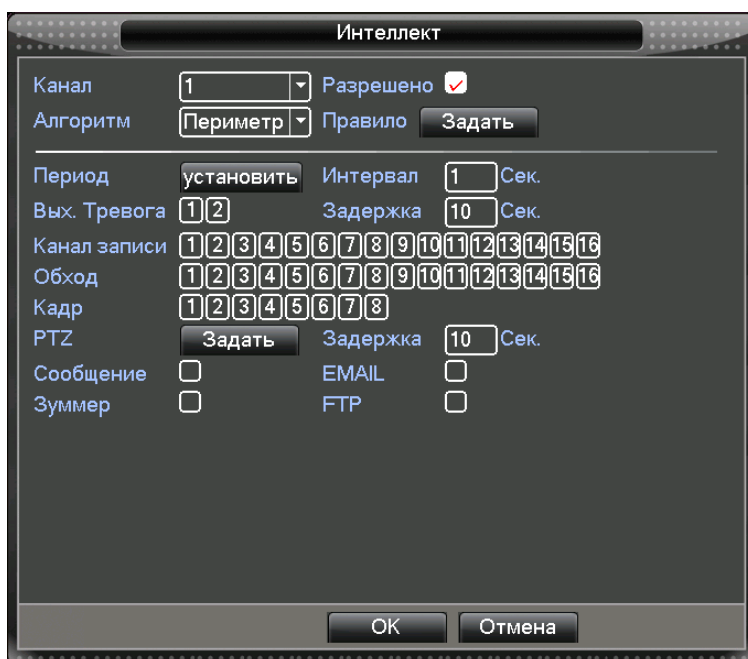 Интеллект
Канал 1 Разрешено
Алгоритм Периметр Правило Задать
Период установить Интервал 1 Сек.
Вых. Тревога 1 2 Задержка 10 Сек.
Канал записи 1 2 3 4 5 6 7 8 9 10 11 12 13 14 15 16
Обход 1 2 3 4 5 6 7 8 9 10 11 12 13 14 15 16
Кадр 1 2 3 4 5 6 7 8
PTZ Задать Задержка 10 Сек.
Сообщение EMAIL
Зуммер FTP
OK Отмена